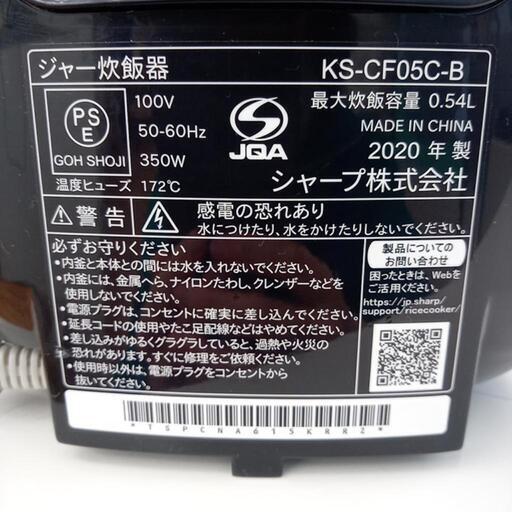 ジャー炊飯器 KS-CF05C-B
PSE
GOH SHOJI
100V
50-60Hz
350W
JQA
最大炊飯容量 0.54L
MADE IN CHINA
2020 年 製
温度ヒューズ 172℃
シャープ株式会社
警告
感電の恐れあり
水につけたり、水をかけたりしないでください。
必ずお守りください
・内釜と本体との間には水を入れないでください。
・内釜には、金属へら、ナイロンたわし、クレンザーなどを
使用しないでください。
・電源プラグは、コンセントに確実に差し込んでください。
・延長コードの使用やたこ足配線などはやめてください。
・差し込みがゆるくグラグラしていると、過熱や火災の
恐れがあります。すぐに修理をご依頼ください。
・使用時以外は、電源プラグをコンセントから
抜いてください。
製品についての
お問い合わせ
困ったときは、Webを
ご活用ください。
https://jp.sharp/
support/ricecooker/
*TSPCNA615KRRZ*